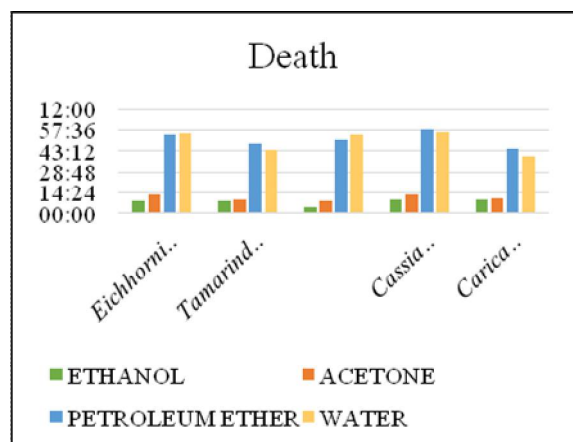 Death
12:00
57:36
43:12
28:48
14:24
00:00
Eichhorni..
Tamarind..
Cassia..
Carica..
ETHANOL
ACETONE
PETROLEUM ETHER
WATER